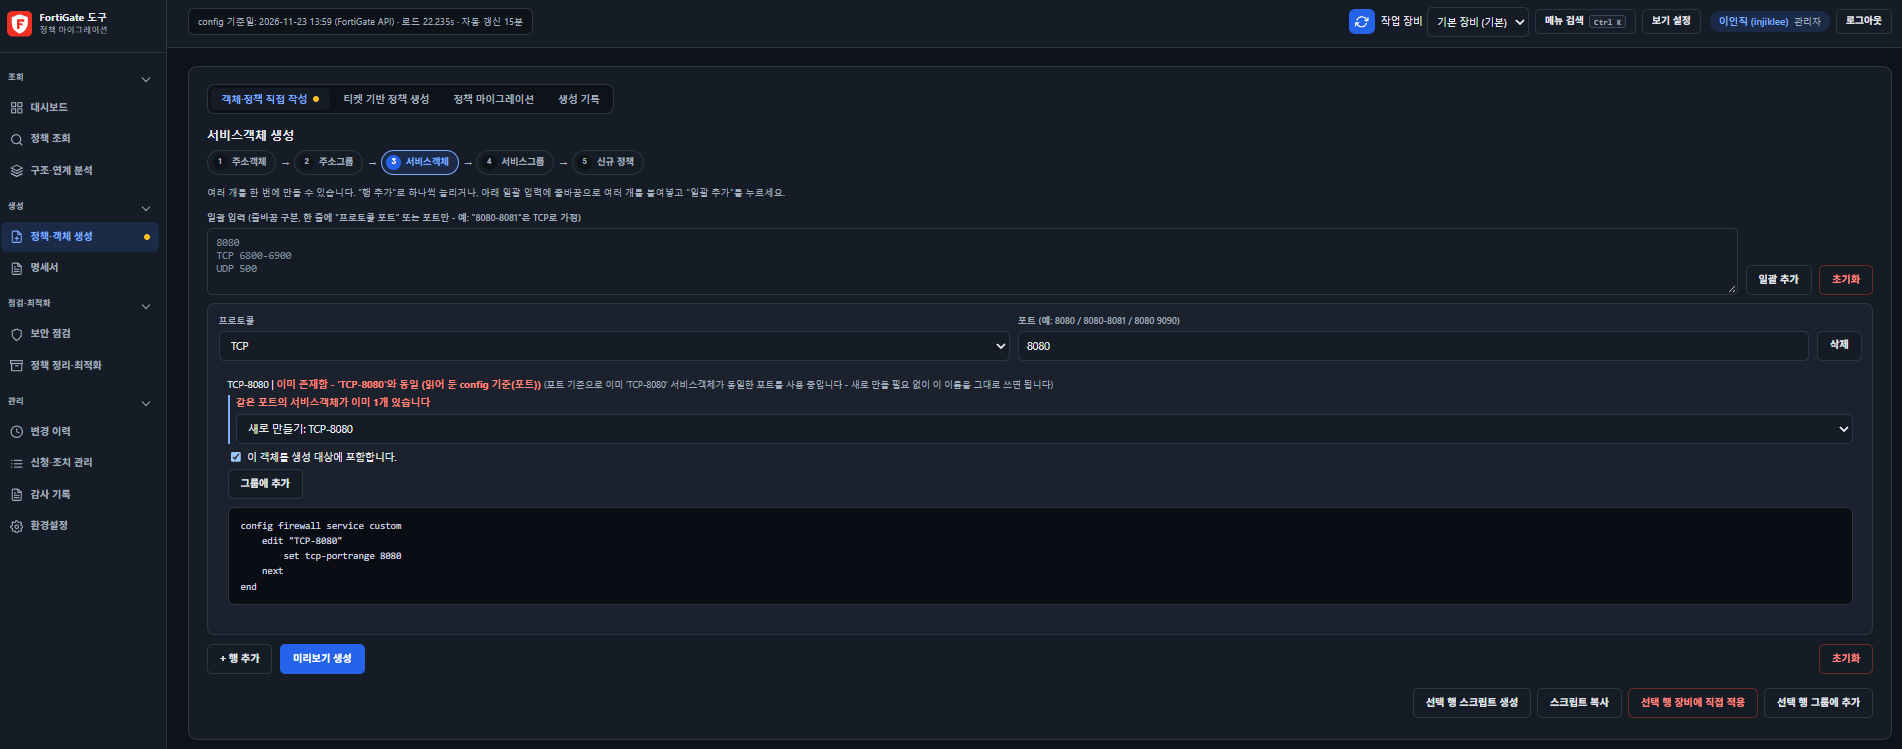 FortiGate 도구
정책 마이그레이션
config 기준일: 2026-11-23 13:59 (FortiGate API) · 로드 22.235s · 자동 갱신 15분
작업 장비
기본 장비 (기본)
메뉴 검색 Ctrl K
보기 설정
이인직 (injiklee) 관리자
로그아웃
조회
대시보드
정책 조회
구조·연계 분석
생성
정책·객체 생성
명세서
점검·최적화
보안 점검
정책 정리·최적화
관리
변경 이력
신청·조치 관리
감사 기록
환경설정
객체·정책 직접 작성
티켓 기반 정책 생성
정책 마이그레이션
생성 기록
서비스객체 생성
1 주소객체 → 2 주소그룹 → 3 서비스객체 → 4 서비스그룹 → 5 신규 정책
여러 개를 한 번에 만들 수 있습니다. "행 추가"로 하나씩 늘리거나, 아래 일괄 입력에 줄바꿈으로 여러 개를 붙여넣고 "일괄 추가"를 누르세요.
일괄 입력 (줄바꿈 구분, 한 줄에 "프로토콜 포트" 또는 포트만 - 예: "8080-8081"은 TCP로 가정)
8080
TCP 6800-6900
UDP 500
일괄 추가
초기화
프로토콜
포트 (예: 8080 / 8080-8081 / 8080 9090)
TCP
8080
삭제
TCP-8080 | 이미 존재함 - 'TCP-8080'와 동일 (읽어 둔 config 기준(포트)) (포트 기준으로 이미 'TCP-8080' 서비스객체가 동일한 포트를 사용 중입니다 - 새로 만들 필요 없이 이 이름을 그대로 쓰면 됩니다)
같은 포트의 서비스객체가 이미 1개 있습니다
새로 만들기: TCP-8080
이 객체를 생성 대상에 포함합니다.
그룹에 추가
config firewall service custom
edit "TCP-8080"
set tcp-portrange 8080
next
end
+ 행 추가
미리보기 생성
초기화
선택 행 스크립트 생성
스크립트 복사
선택 행 장비에 직접 적용
선택 행 그룹에 추가